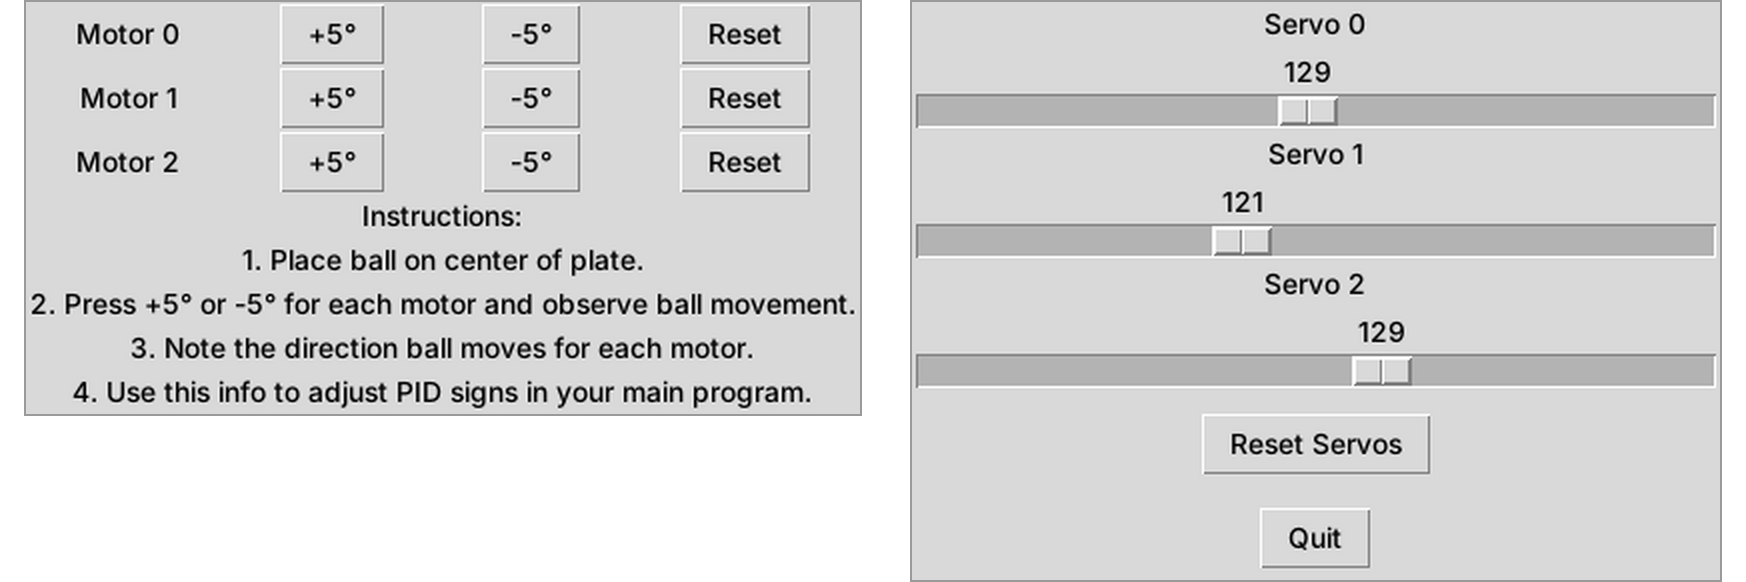 Motor 0 +5° -5° Reset
Motor 1 +5° -5° Reset
Motor 2 +5° -5° Reset
Instructions:
1. Place ball on center of plate.
2. Press +5° or -5° for each motor and observe ball movement.
3. Note the direction ball moves for each motor.
4. Use this info to adjust PID signs in your main program.
Servo 0
129
Servo 1
121
Servo 2
129
Reset Servos
Quit